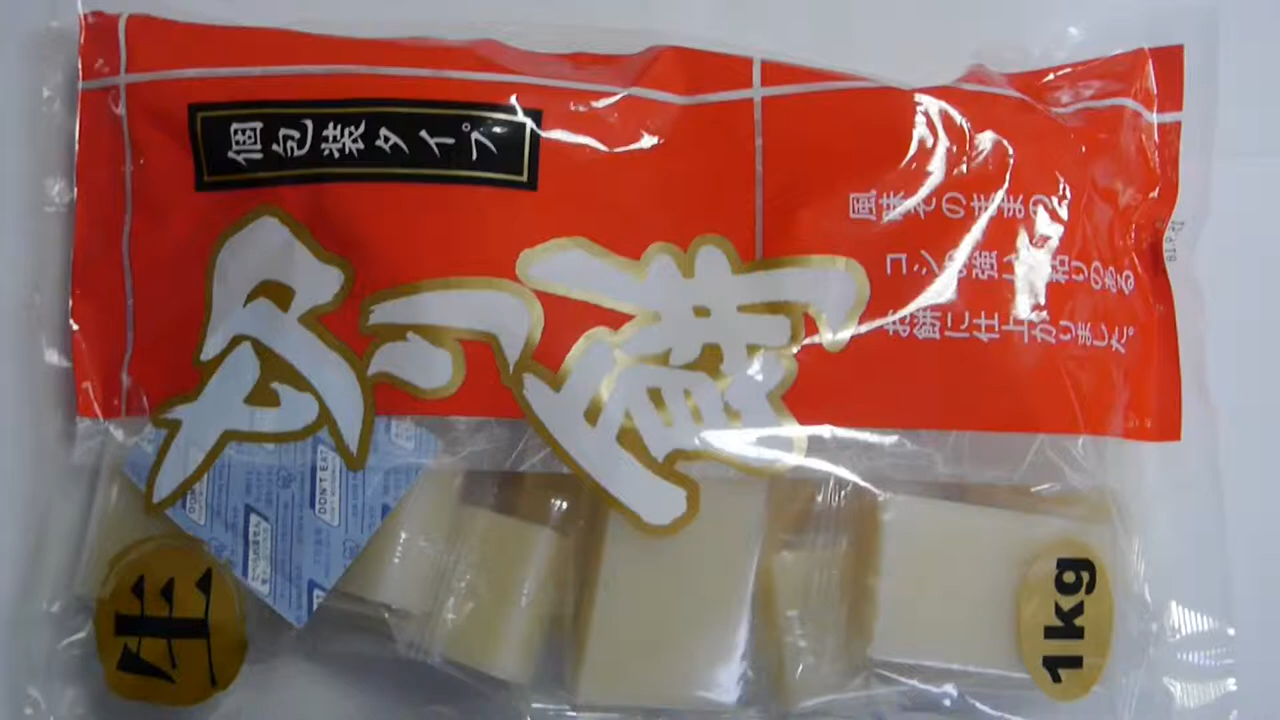 個包装タイプ
切り餅
風味そのままの
コシの強い粘りのある
お餅に仕上がりました。
生
1kg
DON'T EAT